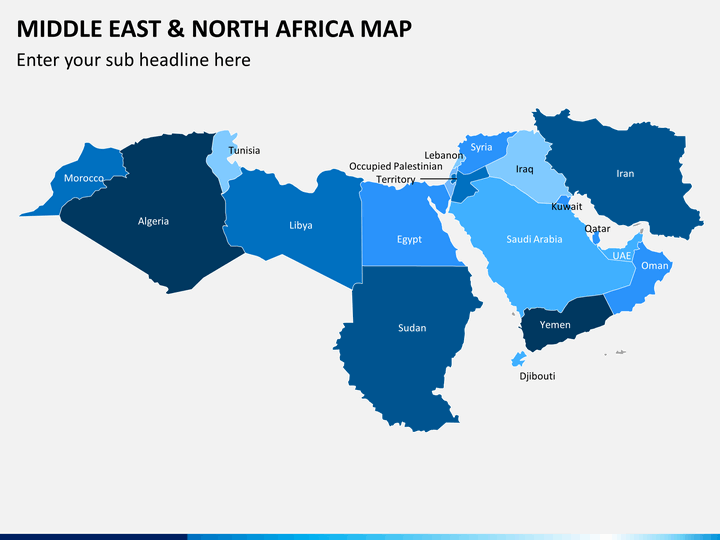 MIDDLE EAST & NORTH AFRICA MAP
Enter your sub headline here
Tunisia
Lebanon
Syria
Occupied Palestinian
Territory
Iraq
Iran
Morocco
Kuwait
Algeria
Libya
Egypt
Saudi Arabia
Qatar
UAE
Oman
Sudan
Yemen
Djibouti